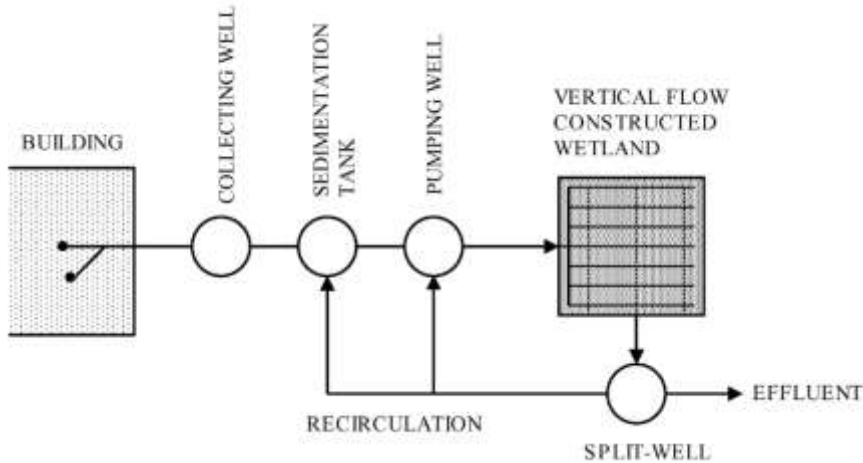 BUILDING
COLLECTING WELL
SEDIMENTATION
TANK
PUMPING WELL
VERTICAL FLOW
CONSTRUCTED
WETLAND
RECIRCULATION
EFFLUENT
SPLIT-WELL